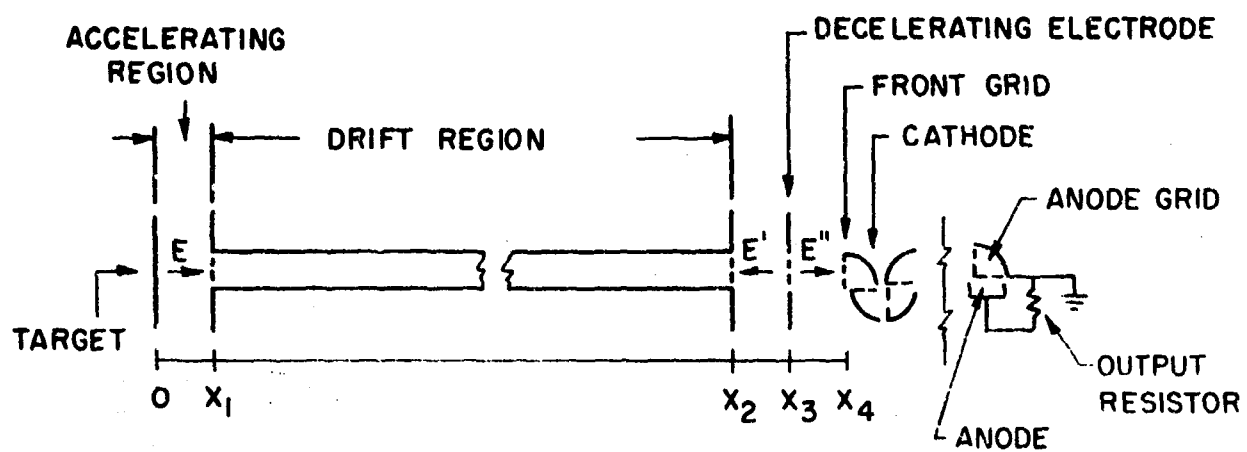 ACCELERATING
REGION
DECELERATING ELECTRODE
FRONT GRID
DRIFT REGION
CATHODE
ANODE GRID
E
E'
E"
TARGET
0
X1
X2
X3
X4
OUTPUT
RESISTOR
ANODE